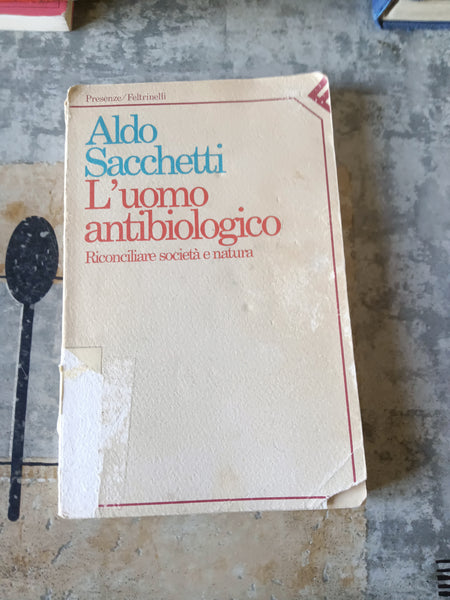 Presenze/Feltrinelli
Aldo
Sacchetti
L'uomo
antibiologico
Riconciliare società e natura